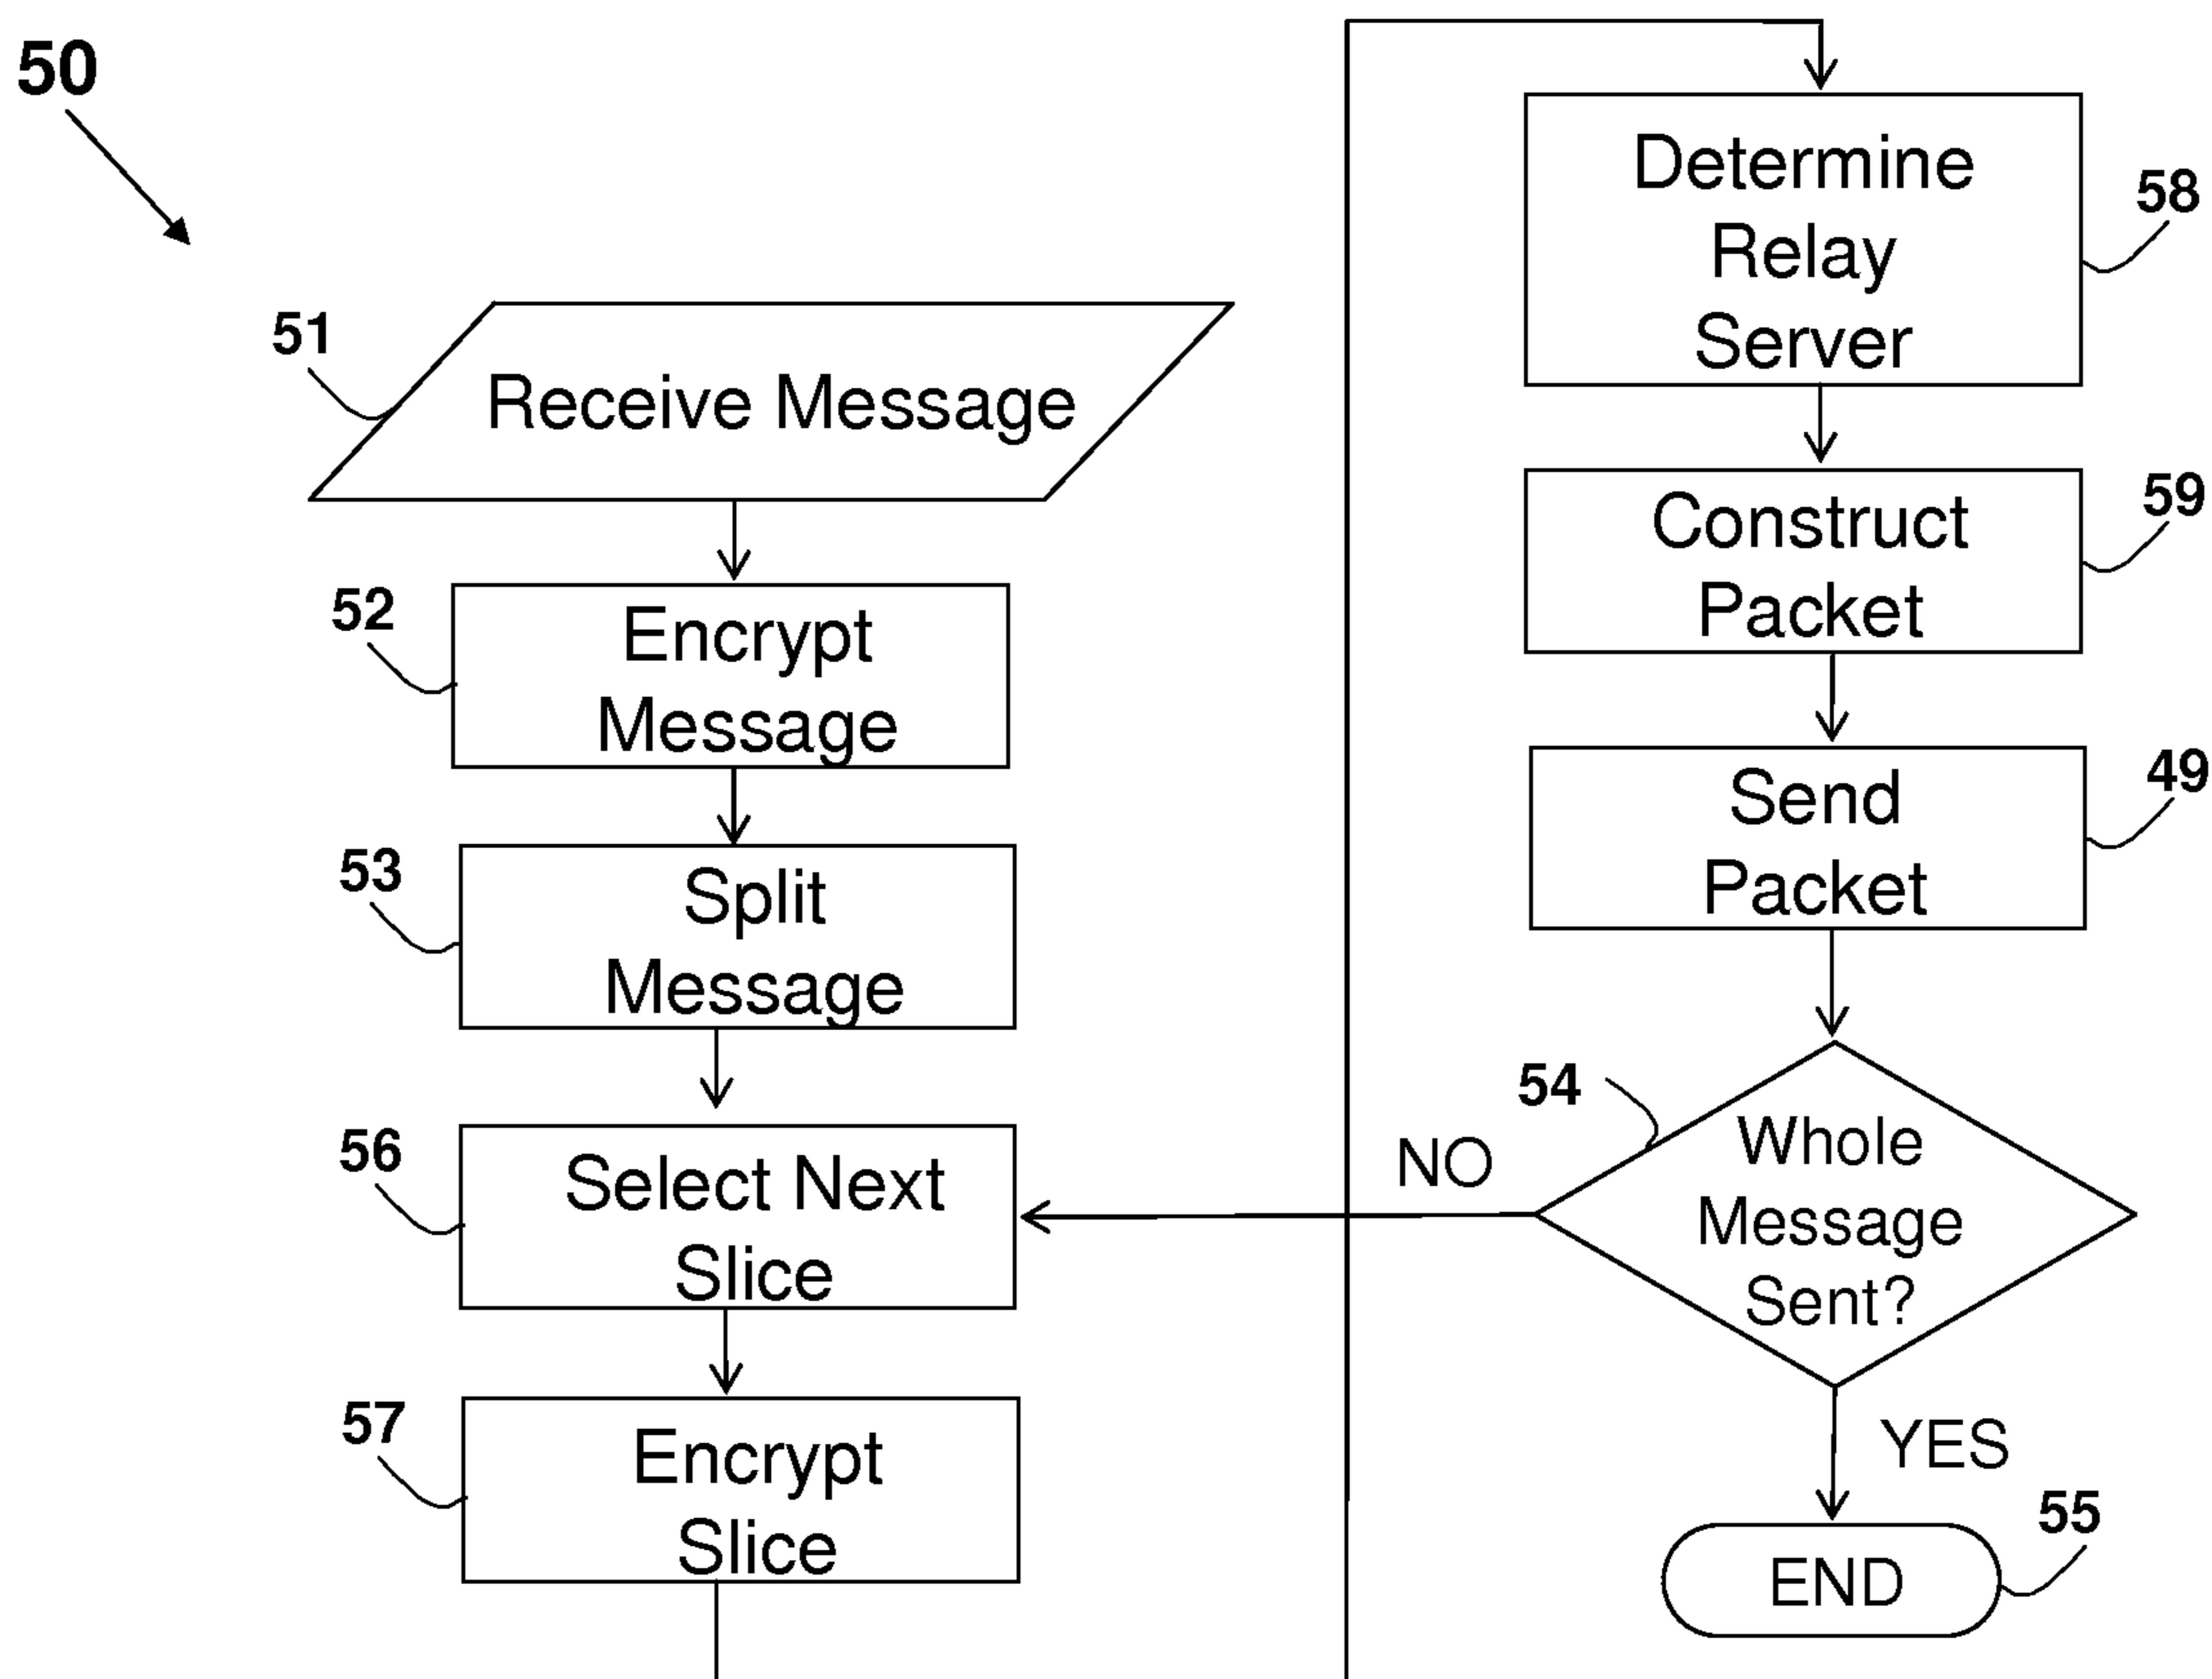 50
51
Receive Message
52
Encrypt
Message
53
Split
Message
56
Select Next
Slice
57
Encrypt
Slice
Determine
Relay
Server
58
Construct
Packet
59
Send
Packet
49
54
Whole
Message
Sent?
NO
YES
END
55